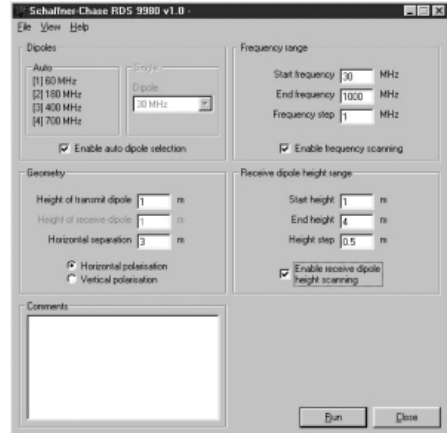 Schaffner-Chase RDS 9980 v1.0 -
File View Help
Dipoles
Auto
[1] 60 MHz
[2] 180 MHz
[3] 400 MHz
[4] 700 MHz
Single
Dipole
30 MHz
Enable auto dipole selection
Frequency range
Start frequency 30 MHz
End frequency 1000 MHz
Frequency step 1 MHz
Enable frequency scanning
Geometry
Height of transmit dipole 1 m
Height of receive dipole 1 m
Horizontal separation 3 m
Horizontal polarisation
Vertical polarisation
Receive dipole height range
Start height 1 m
End height 4 m
Height step 0.5 m
Enable receive dipole
height scanning
Comments
Run Close